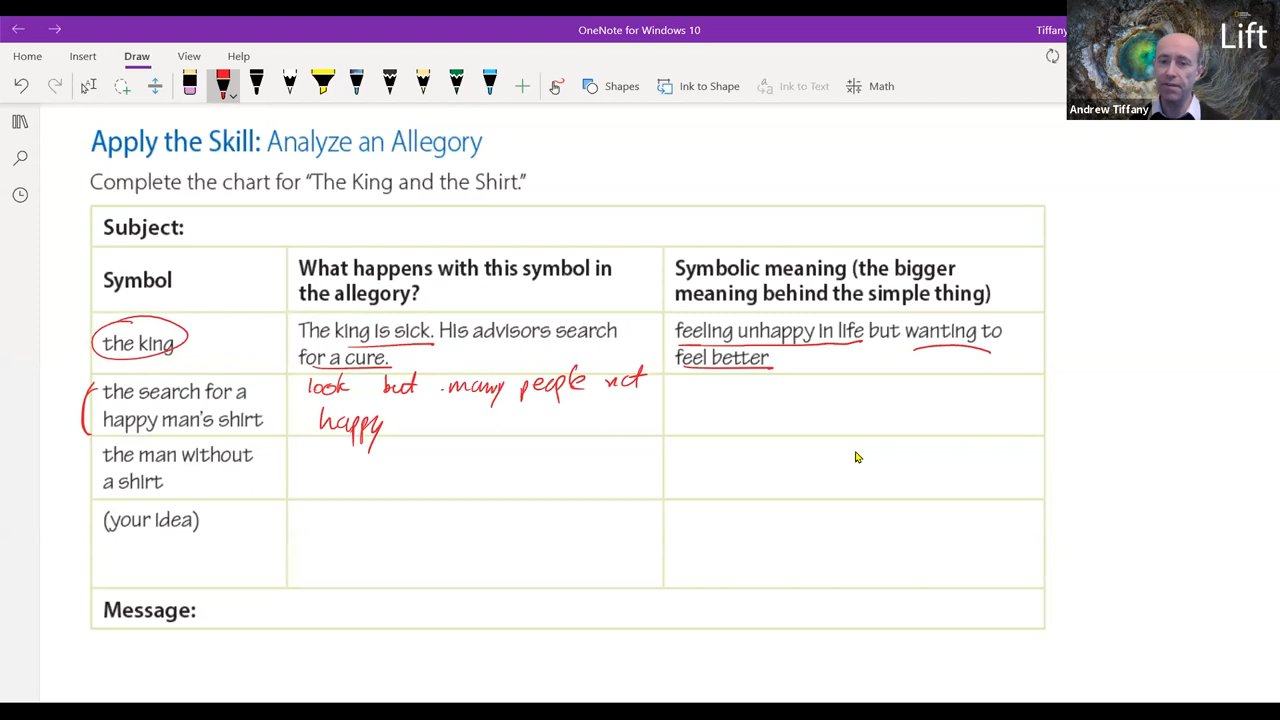 OneNote for Windows 10
Tiffany
Lift
Andrew Tiffany
Home Insert Draw View Help
Shapes Ink to Shape Ink to Text Math
Apply the Skill: Analyze an Allegory
Complete the chart for “The King and the Shirt.”
Subject:
Symbol
What happens with this symbol in
the allegory?
Symbolic meaning (the bigger
meaning behind the simple thing)
the king
The king is sick. His advisors search
for a cure.
feeling unhappy in life but wanting to
feel better
the search for a
happy man's shirt
look but many people not
happy
the man without
a shirt
(your idea)
Message: